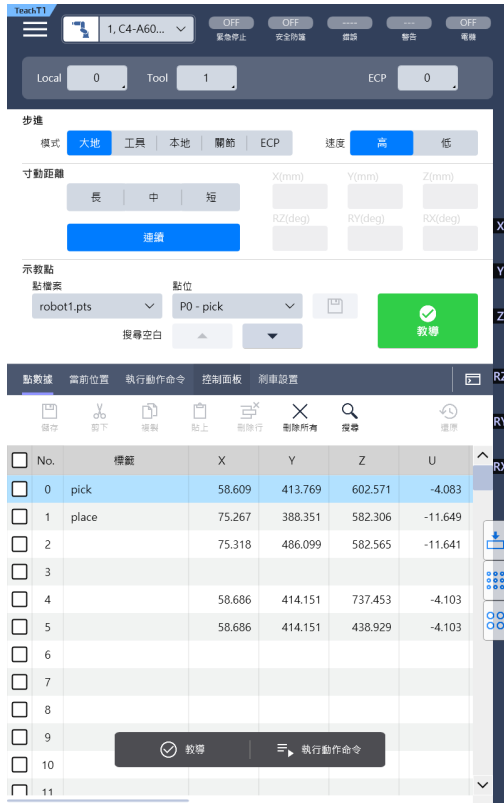 TeachT1
1, C4-A60...
OFF OFF ---- --- OFF
緊急停止 安全防護 錯誤 警告 電機
Local 0 Tool 1 ECP 0
步進
模式 大地 工具 本地 關節 ECP 速度 高 低
寸動距離
長 中 短
X(mm) Y(mm) Z(mm)
連續
RZ(deg) RY(deg) RX(deg)
X
Y
Z
RZ
RY
RX
示教點
點檔案 點位
robot1.pts P0 - pick
教導
搜尋空白
點數據 當前位置 執行動作命令 控制面板 剎車設置
儲存 剪下 複製 貼上 刪除行 刪除所有 搜尋 還原
No. 標籤 X Y Z U
0 pick 58.609 413.769 602.571 -4.083
1 place 75.267 388.351 582.306 -11.649
2 75.318 486.099 582.565 -11.641
3
4 58.686 414.151 737.453 -4.103
5 58.686 414.151 438.929 -4.103
6
7
8
9
教導 執行動作命令
10
11